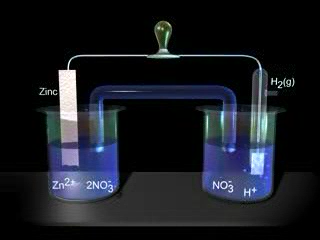 Zinc
H₂(g)
Zn²⁺ 2NO₃⁻
NO₃⁻ H⁺